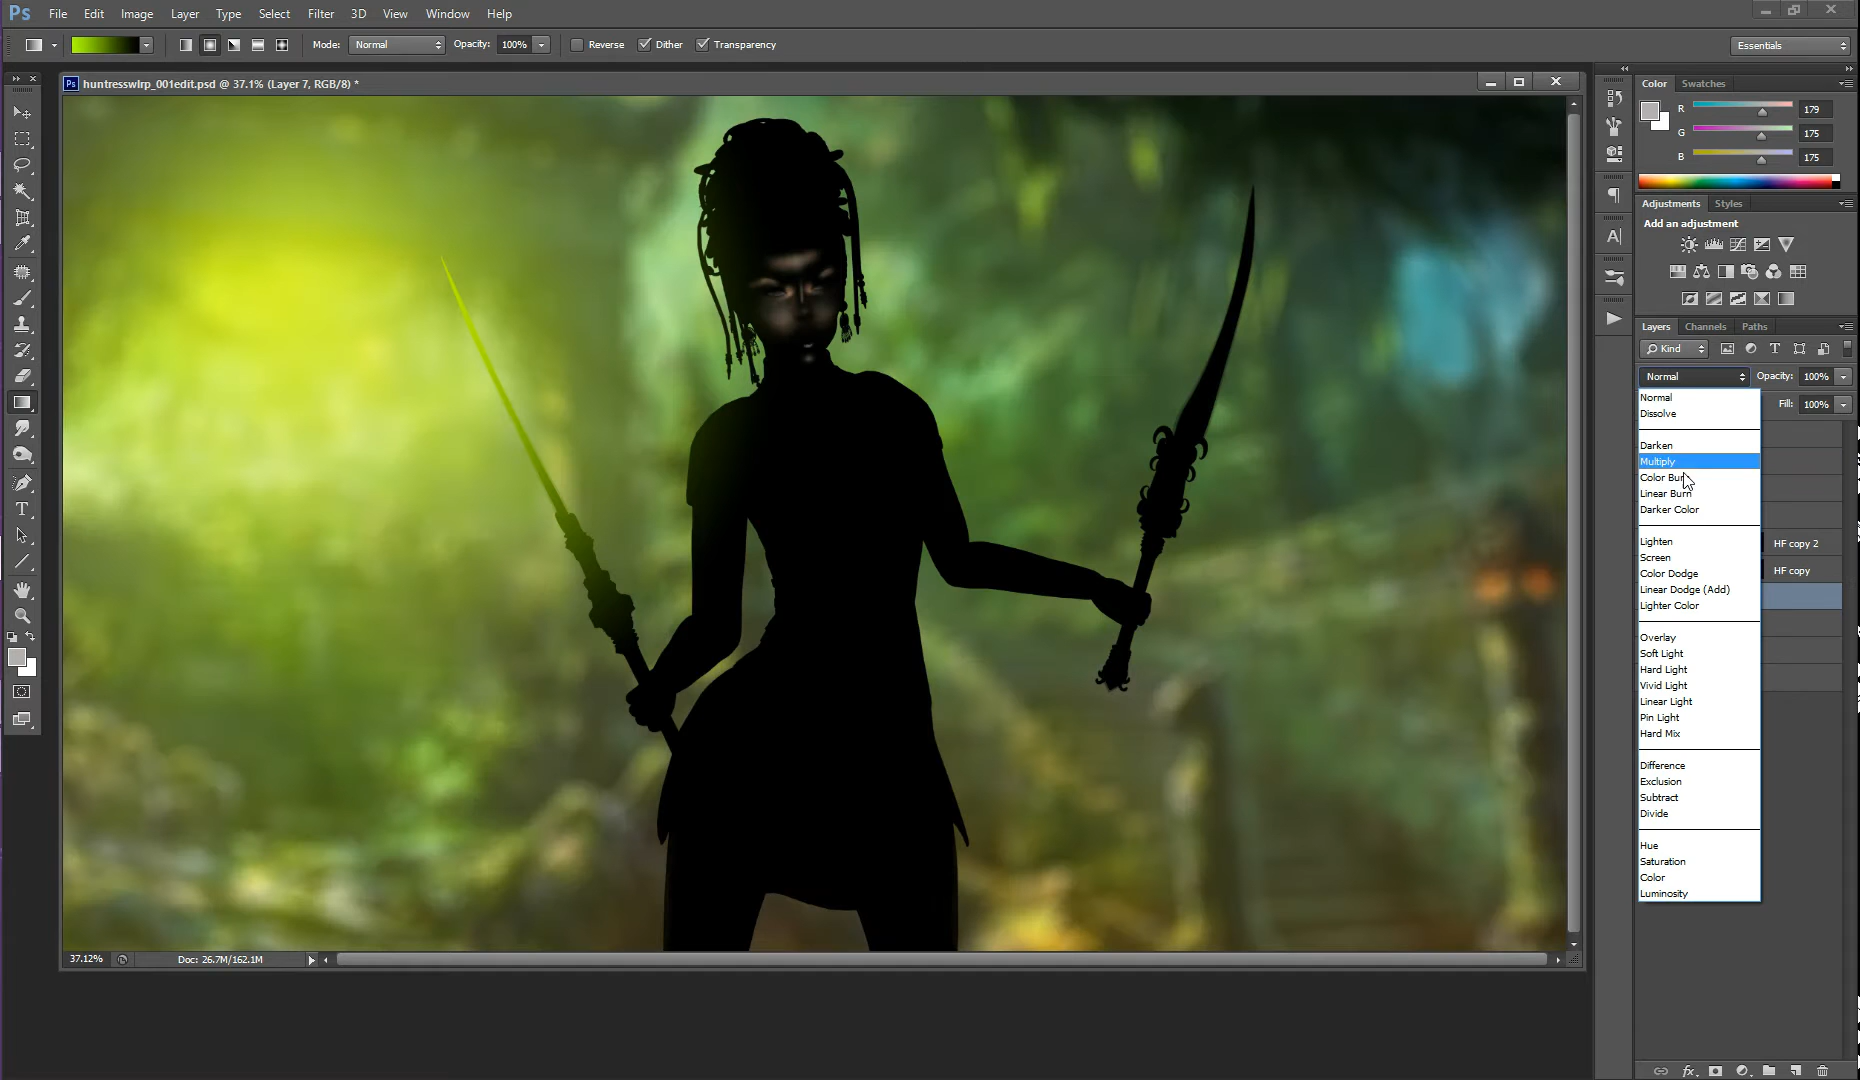 Ps File Edit Image Layer Type Select Filter 3D View Window Help
Mode: Normal Opacity: 100% Reverse Dither Transparency Essentials
Ps huntresswlrp_001edit.psd @ 37.1% (Layer 7, RGB/8) *
Color Swatches
R 179
G 175
B 175
Adjustments Styles
Add an adjustment
Layers Channels Paths
Kind
Normal Opacity: 100%
Fill: 100%
Normal
Dissolve
Darken
Multiply
Color Burn
Linear Burn
Darker Color
Lighten
Screen
Color Dodge
Linear Dodge (Add)
Lighter Color
Overlay
Soft Light
Hard Light
Vivid Light
Linear Light
Pin Light
Hard Mix
Difference
Exclusion
Subtract
Divide
Hue
Saturation
Color
Luminosity
HF copy 2
HF copy
37.12% Doc: 26.7M/162.1M